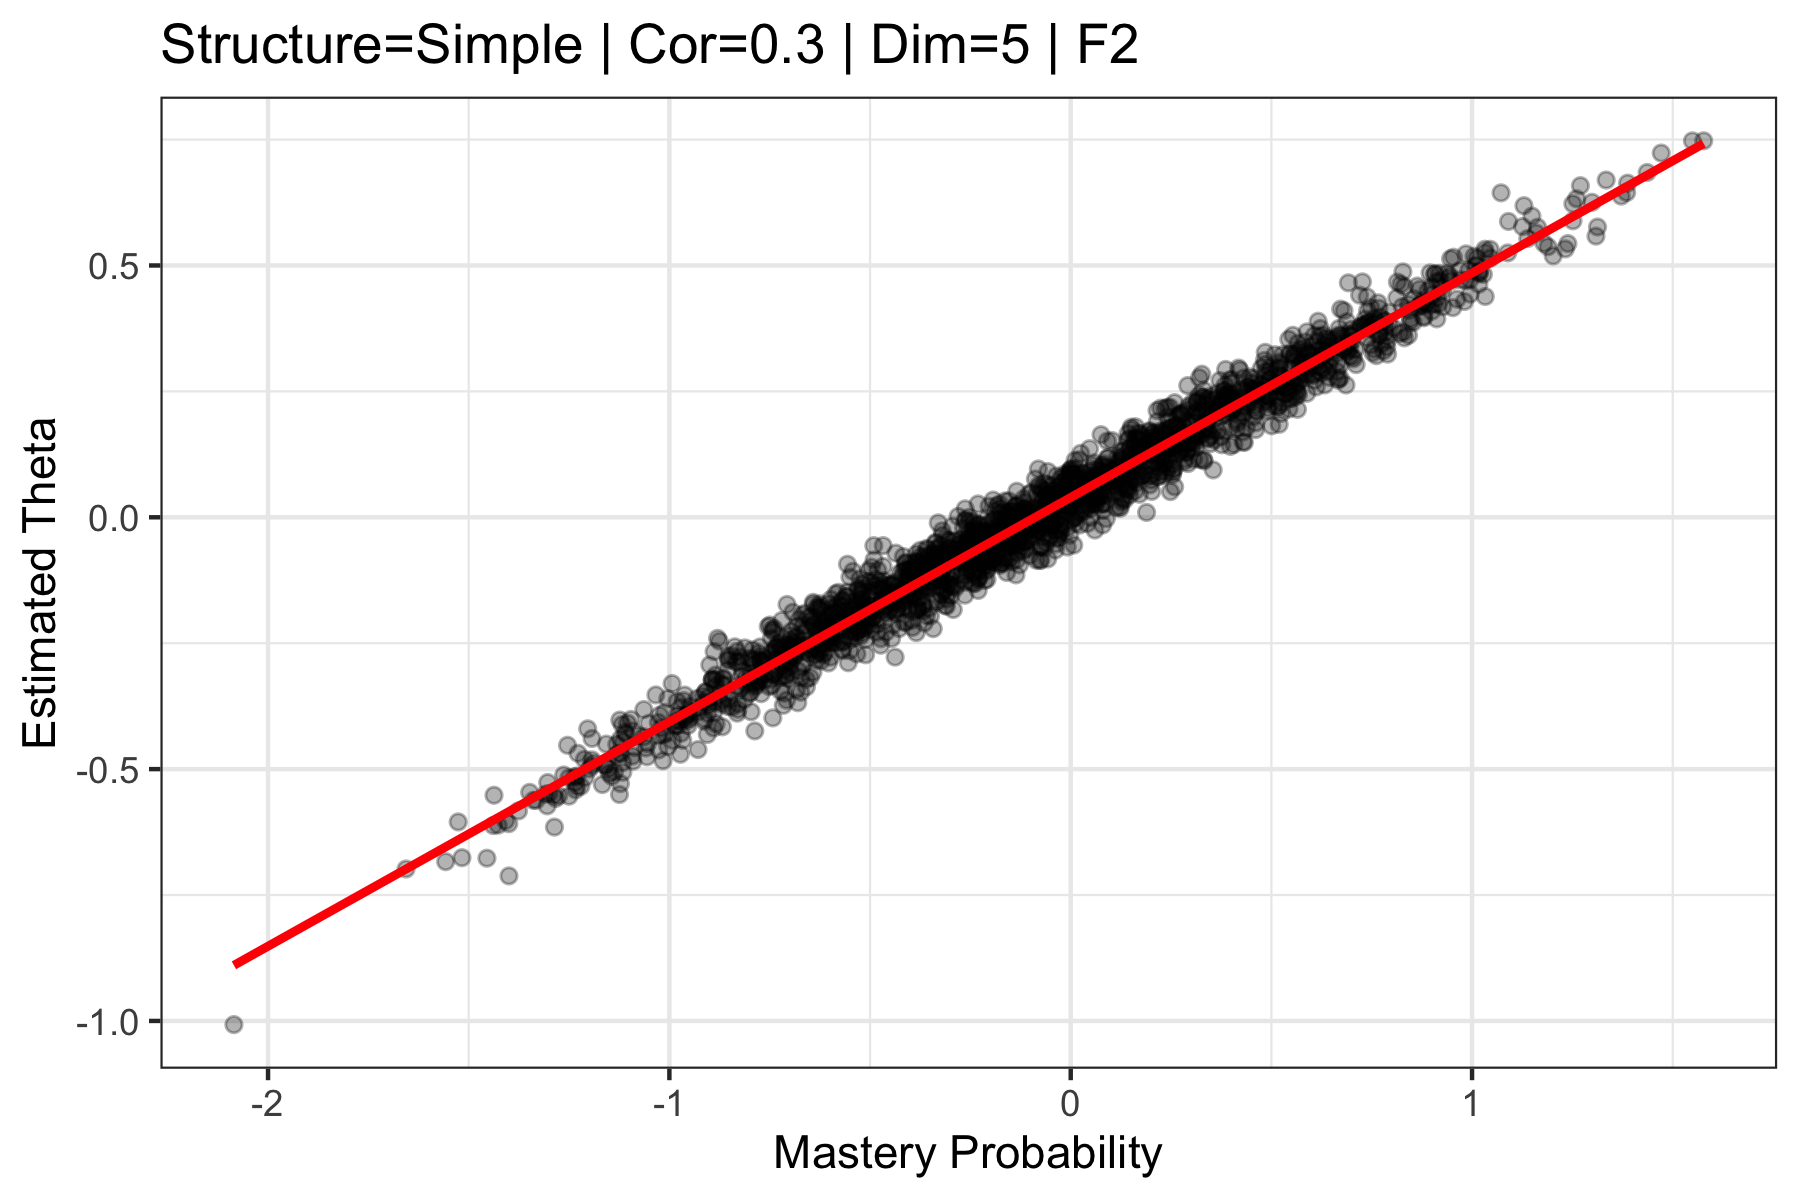 Structure=Simple | Cor=0.3 | Dim=5 | F2
Estimated Theta
0.5
0.0
-0.5
-1.0
-2
-1
0
1
Mastery Probability